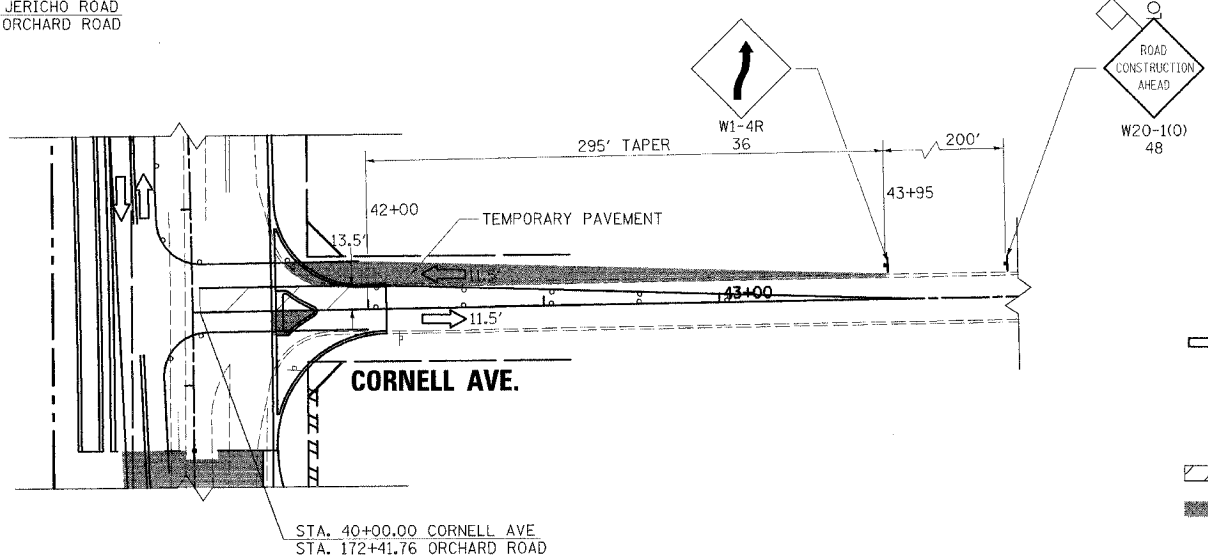 JERICHO ROAD
ORCHARD ROAD
ROAD
CONSTRUCTION
AHEAD
W20-1(O)
48
W1-4R
36
295' TAPER
200'
43+95
42+00
TEMPORARY PAVEMENT
13.5'
11.5'
43+00
11.5'
CORNELL AVE.
STA. 40+00.00 CORNELL AVE
STA. 172+41.76 ORCHARD ROAD